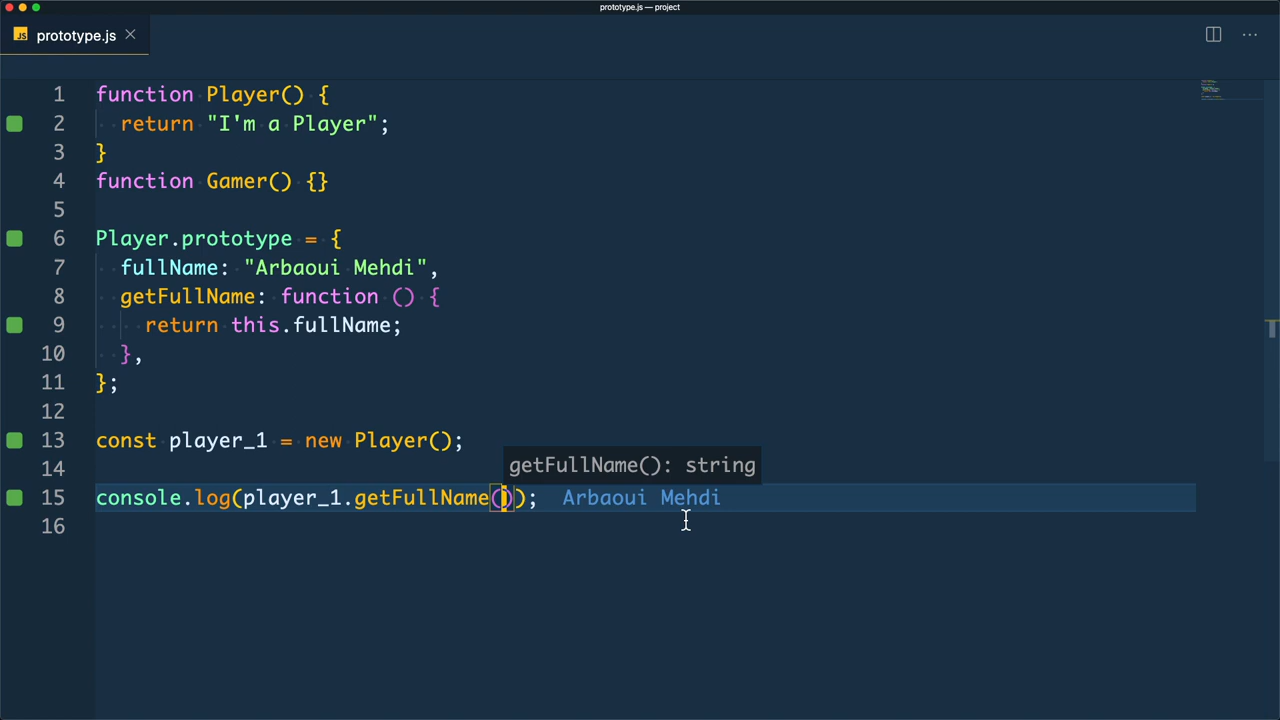 prototype.js — project
JS prototype.js
1 function Player() {
2 return "I'm a Player";
3 }
4 function Gamer() {}
5
6 Player.prototype = {
7 fullName: "Arbaoui Mehdi",
8 getFullName: function () {
9 return this.fullName;
10 },
11 };
12
13 const player_1 = new Player();
14 getFullName(): string
15 console.log(player_1.getFullName()); Arbaoui Mehdi
16